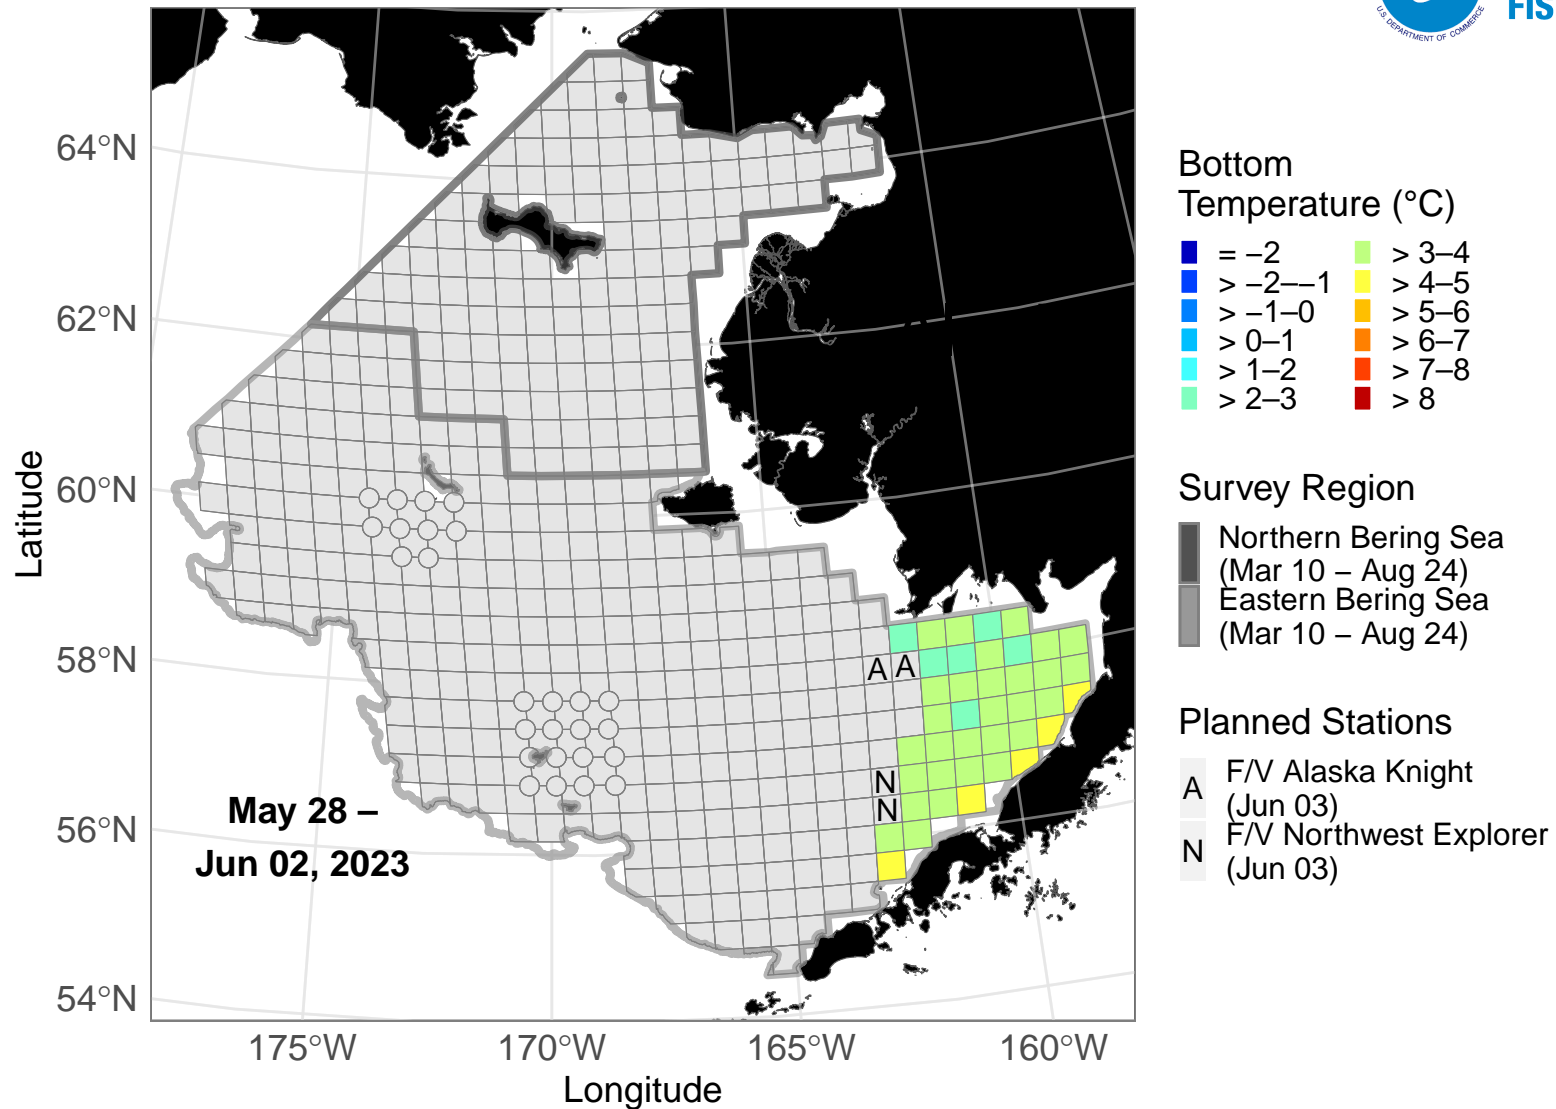 U.S. DEPARTMENT OF COMMERCE
FIS
64°N
62°N
60°N
58°N
56°N
54°N
Latitude
A A
N
N
May 28 –
Jun 02, 2023
175°W
170°W
165°W
160°W
Longitude
Bottom
Temperature (°C)
= −2
> −2−−1
> −1−0
> 0−1
> 1−2
> 2−3
> 3−4
> 4−5
> 5−6
> 6−7
> 7−8
> 8
Survey Region
Northern Bering Sea
(Mar 10 − Aug 24)
Eastern Bering Sea
(Mar 10 − Aug 24)
Planned Stations
A F/V Alaska Knight
(Jun 03)
N F/V Northwest Explorer
(Jun 03)